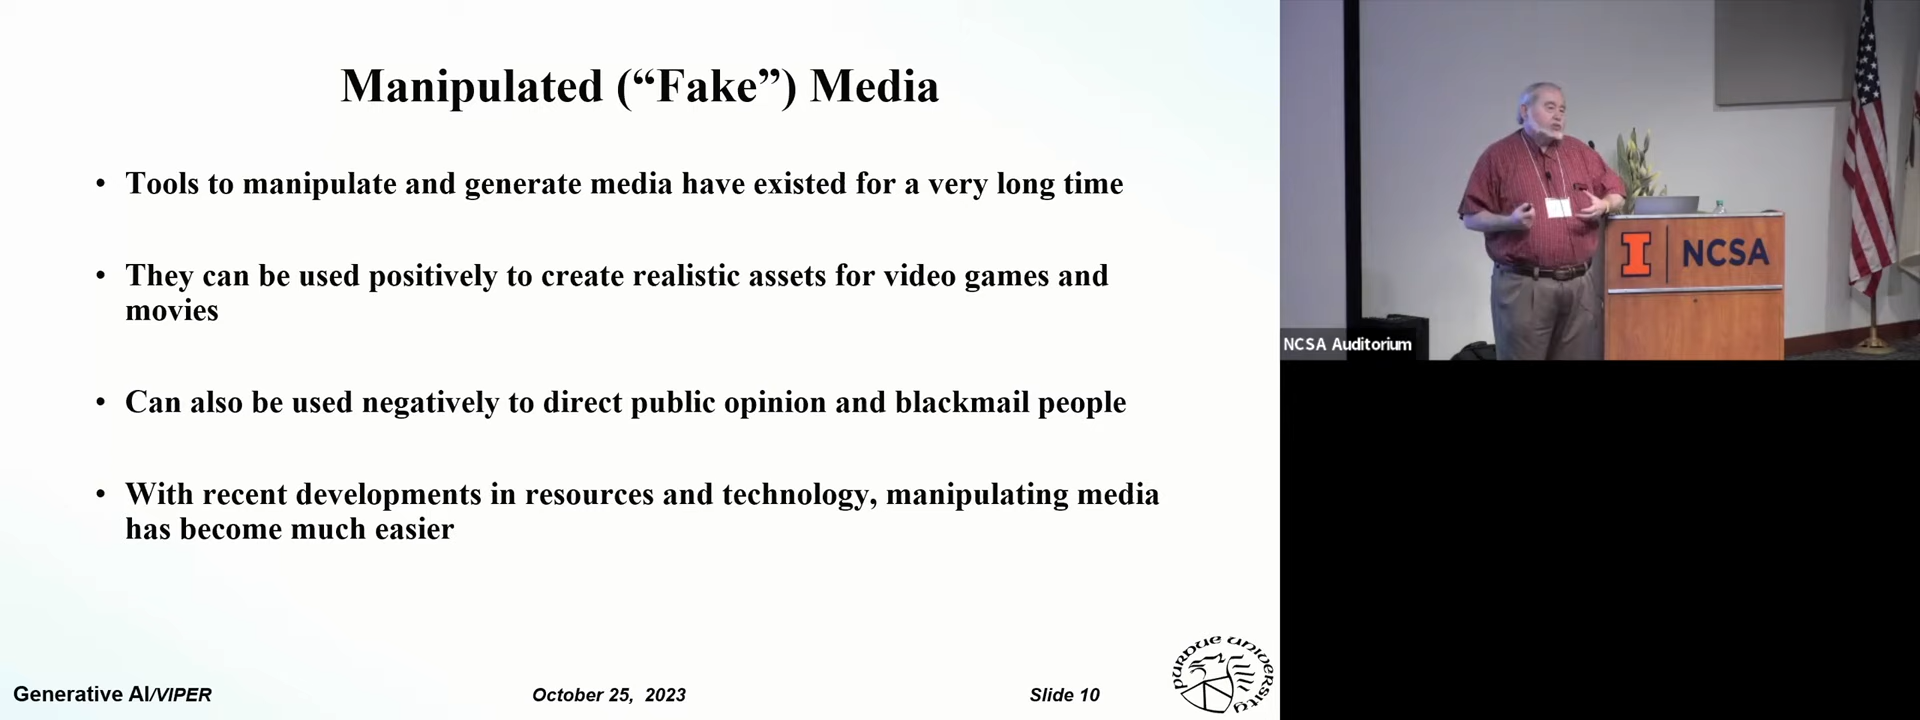 Manipulated (“Fake”) Media
• Tools to manipulate and generate media have existed for a very long time
• They can be used positively to create realistic assets for video games and
movies
• Can also be used negatively to direct public opinion and blackmail people
• With recent developments in resources and technology, manipulating media
has become much easier
Generative AI/VIPER
October 25, 2023
Slide 10
PURDUE UNIVERSITY
I NCSA
NCSA Auditorium